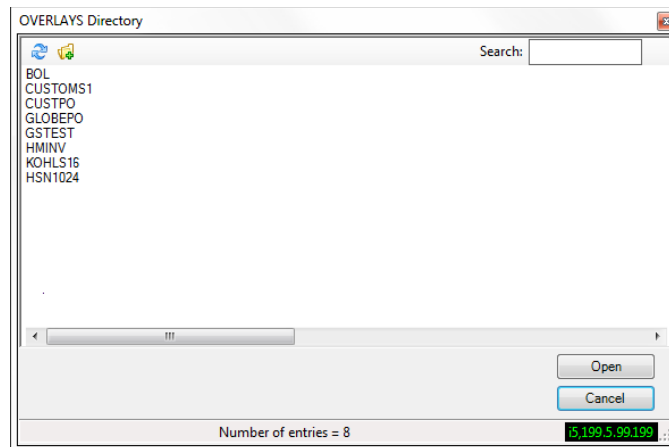 OVERLAYS Directory
Search:
BOL
CUSTOMS1
CUSTPO
GLOBEPO
GSTEST
HMINV
KOHLS16
HSN1024
Open
Cancel
Number of entries = 8 i5,199.5.99.199